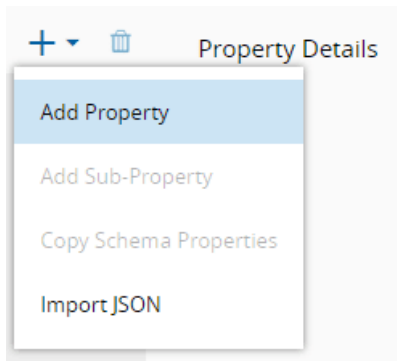 Property Details
Add Property
Add Sub-Property
Copy Schema Properties
Import JSON